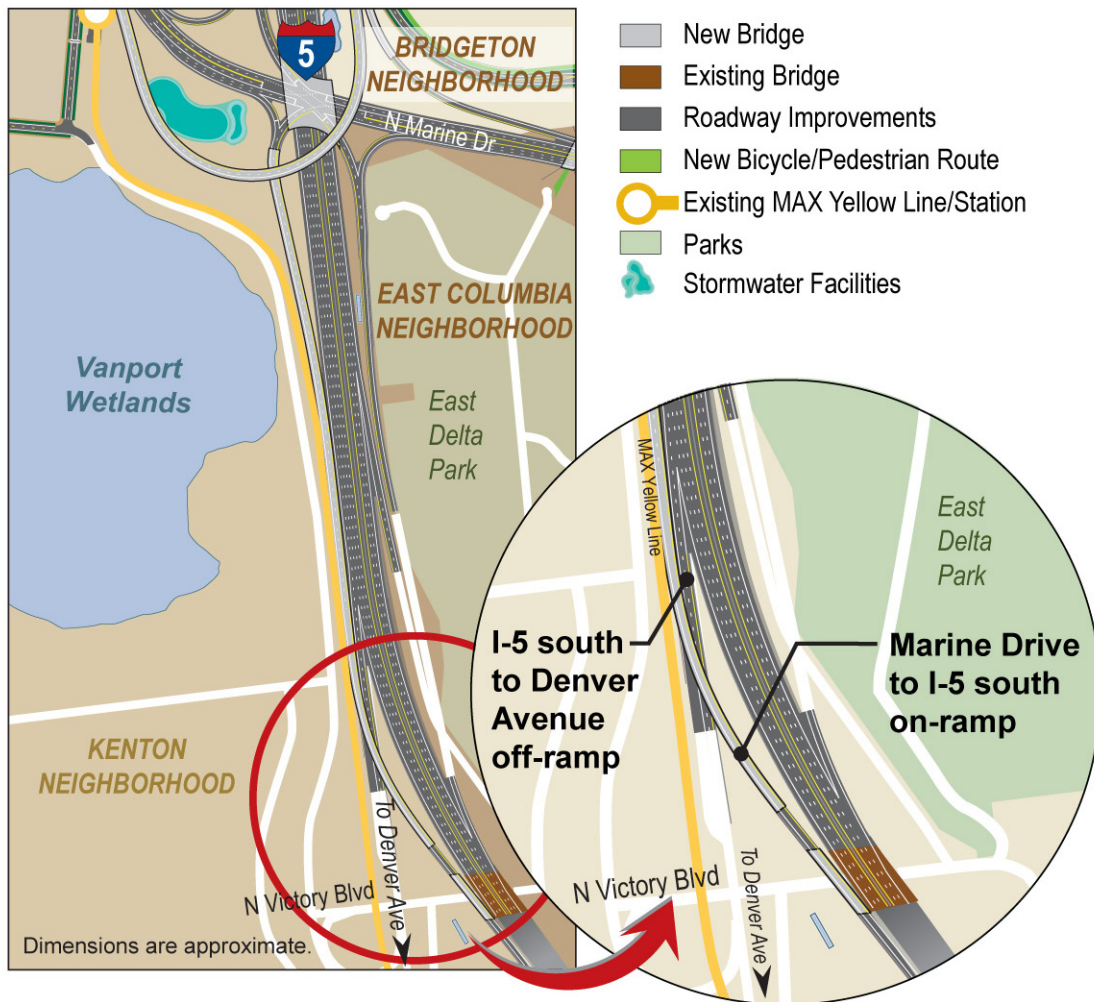 5
BRIDGETON
NEIGHBORHOOD
N Marine Dr
EAST COLUMBIA
NEIGHBORHOOD
Vanport
Wetlands
East
Delta
Park
KENTON
NEIGHBORHOOD
To Denver Ave
N Victory Blvd
Dimensions are approximate.
New Bridge
Existing Bridge
Roadway Improvements
New Bicycle/Pedestrian Route
Existing MAX Yellow Line/Station
Parks
Stormwater Facilities
MAX Yellow Line
East
Delta
Park
I-5 south
to Denver
Avenue
off-ramp
Marine Drive
to I-5 south
on-ramp
N Victory Blvd
To Denver Ave